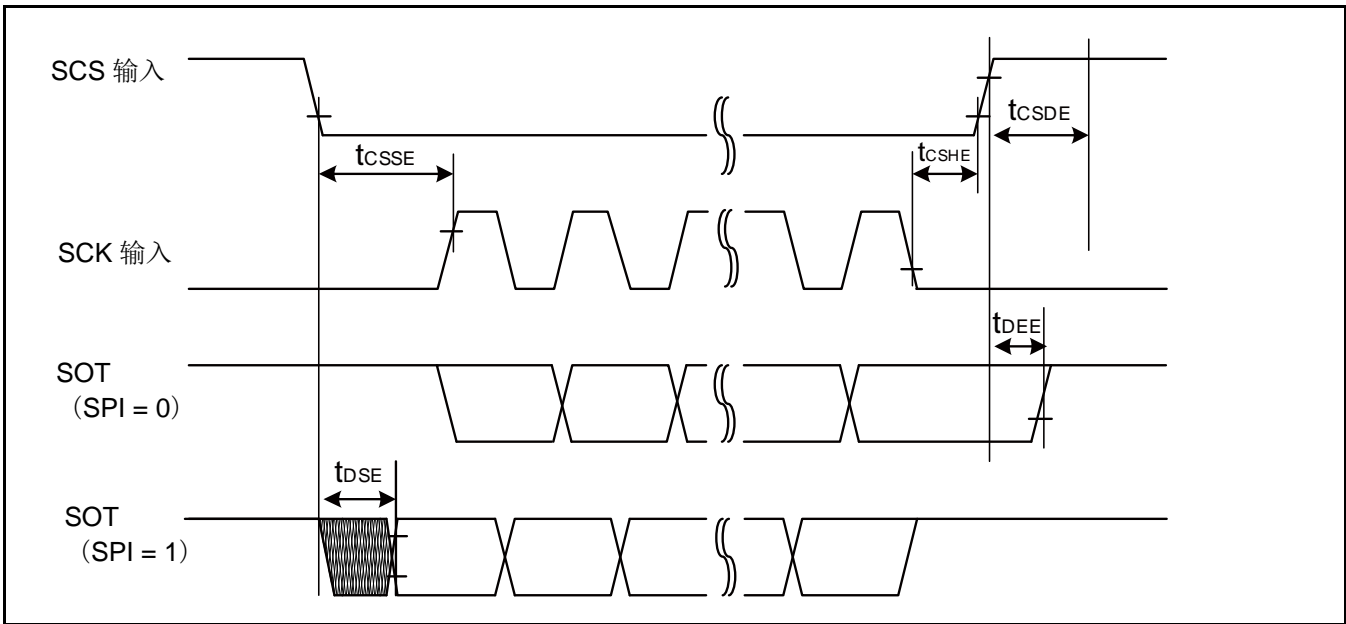 SCS 输入
tCSDE
tCSSE
tCSHE
SCK 输入
tDEE
SOT
（SPI = 0）
tDSE
SOT
（SPI = 1）